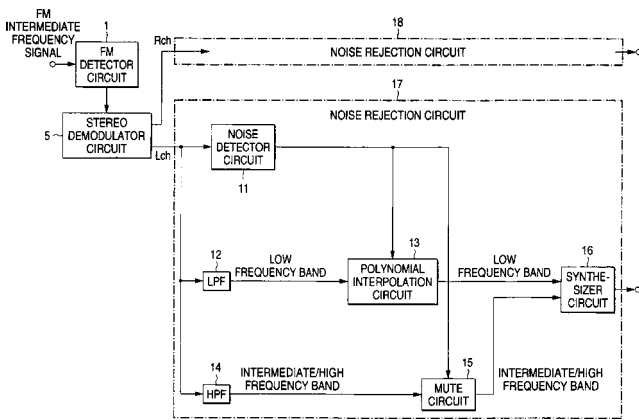 FM
INTERMEDIATE
FREQUENCY
SIGNAL
1
FM
DETECTOR
CIRCUIT
Rch
18
NOISE REJECTION CIRCUIT
17
NOISE REJECTION CIRCUIT
5
STEREO
DEMODULATOR
CIRCUIT
Lch
NOISE
DETECTOR
CIRCUIT
11
12
LPF
LOW
FREQUENCY BAND
13
POLYNOMIAL
INTERPOLATION
CIRCUIT
LOW
FREQUENCY BAND
16
SYNTHE-
SIZER
CIRCUIT
14
HPF
INTERMEDIATE/HIGH
FREQUENCY BAND
15
MUTE
CIRCUIT
INTERMEDIATE/HIGH
FREQUENCY BAND